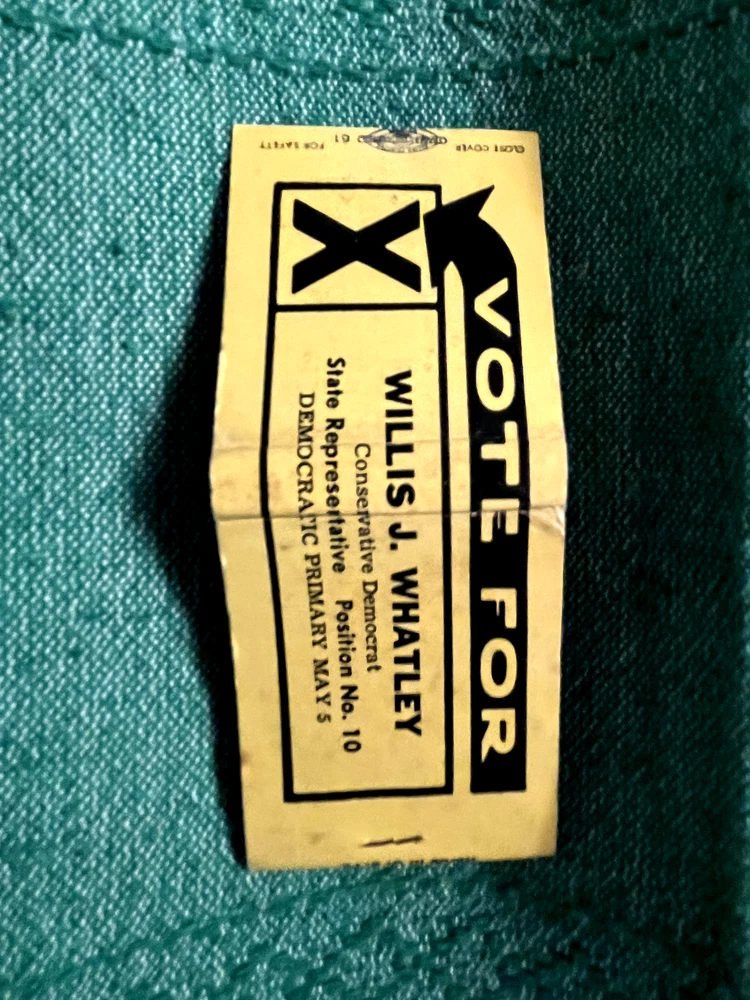 VOTE FOR
X
WILLIS J. WHATLEY
Conservative Democrat
State Representative Position No. 10
DEMOCRATIC PRIMARY MAY 5
CLOSE COVER
61
FOR SAFETY